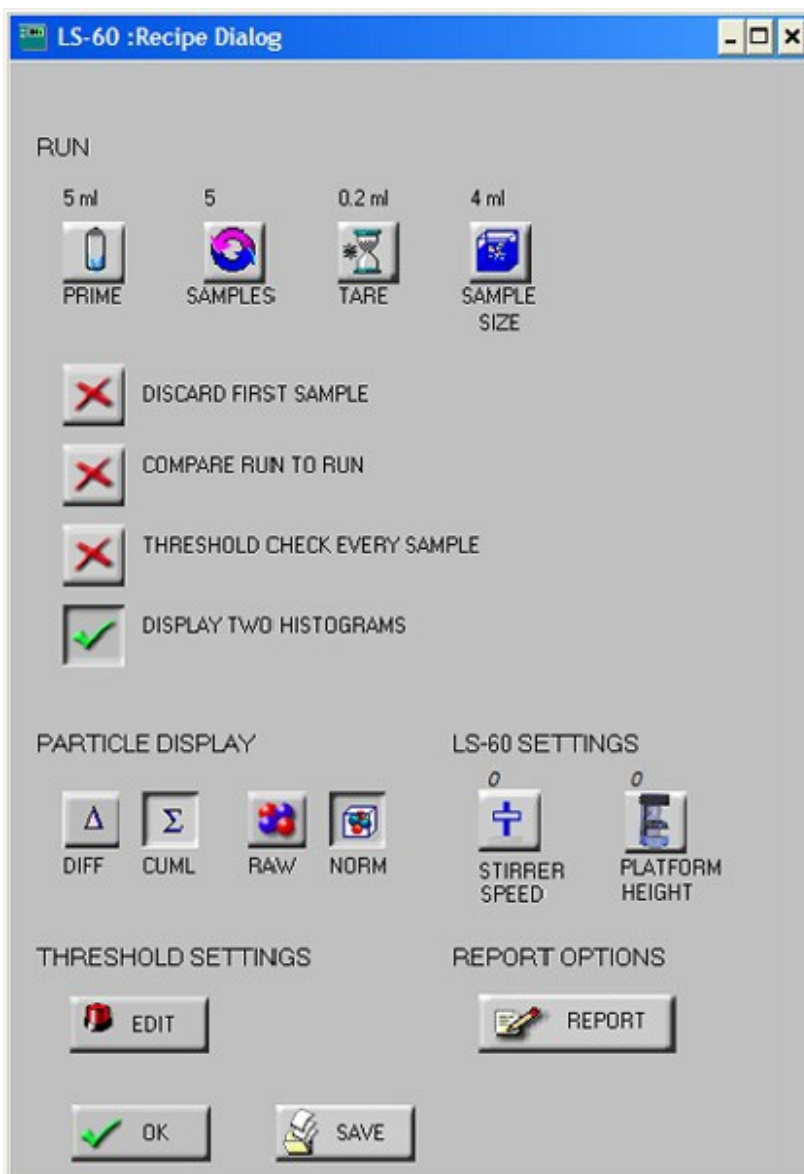 LS-60 :Recipe Dialog
RUN
5 ml 5 0.2 ml 4 ml
PRIME SAMPLES TARE SAMPLE
SIZE
DISCARD FIRST SAMPLE
COMPARE RUN TO RUN
THRESHOLD CHECK EVERY SAMPLE
DISPLAY TWO HISTOGRAMS
PARTICLE DISPLAY LS-60 SETTINGS
0 0
Δ Σ
DIFF CUML RAW NORM STIRRER PLATFORM
SPEED HEIGHT
THRESHOLD SETTINGS REPORT OPTIONS
EDIT REPORT
OK SAVE